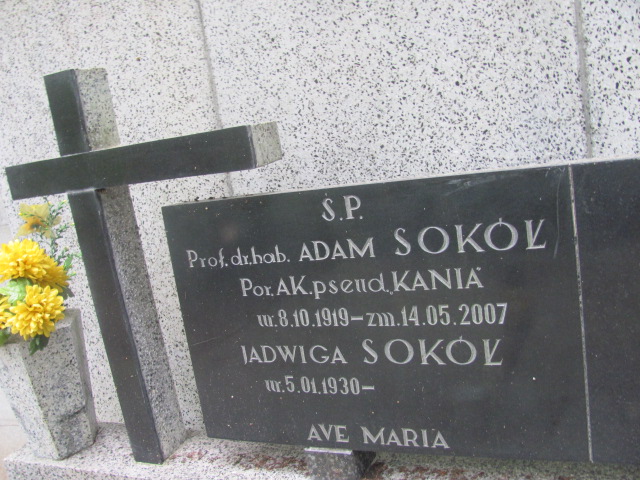 Ś.P.
Prof. dr.hab. ADAM SOKÓŁ
Por. AK. pseud. "KANIA"
ur. 8.10.1919-zm. 14.05.2007
JADWIGA SOKÓŁ
ur. 5.01.1930-
AVE MARIA